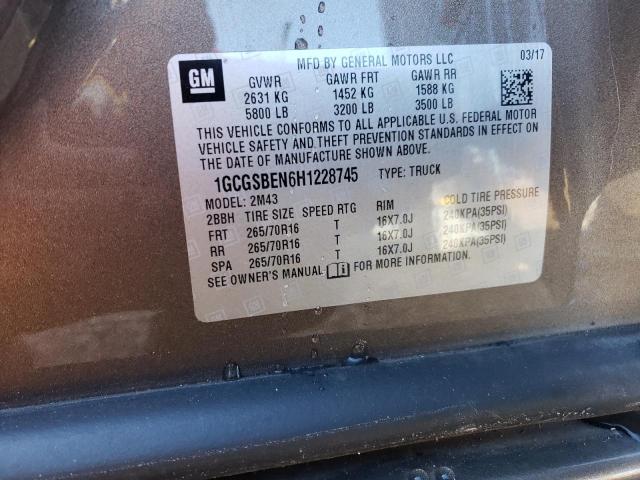 GM
MFD BY GENERAL MOTORS LLC 03/17
GVWR GAWR FRT GAWR RR
2631 KG 1452 KG 1588 KG
5800 LB 3200 LB 3500 LB
THIS VEHICLE CONFORMS TO ALL APPLICABLE U.S. FEDERAL MOTOR
VEHICLE SAFETY AND THEFT PREVENTION STANDARDS IN EFFECT ON
THE DATE OF MANUFACTURE SHOWN ABOVE.
1GCGSBEN6H1228745 TYPE: TRUCK
MODEL: 2M43
2BBH TIRE SIZE SPEED RTG RIM COLD TIRE PRESSURE
FRT 265/70R16 T 16X7.0J 240KPA(35PSI)
RR 265/70R16 T 16X7.0J 240KPA(35PSI)
SPA 265/70R16 T 16X7.0J 240KPA(35PSI)
SEE OWNER'S MANUAL FOR MORE INFORMATION.